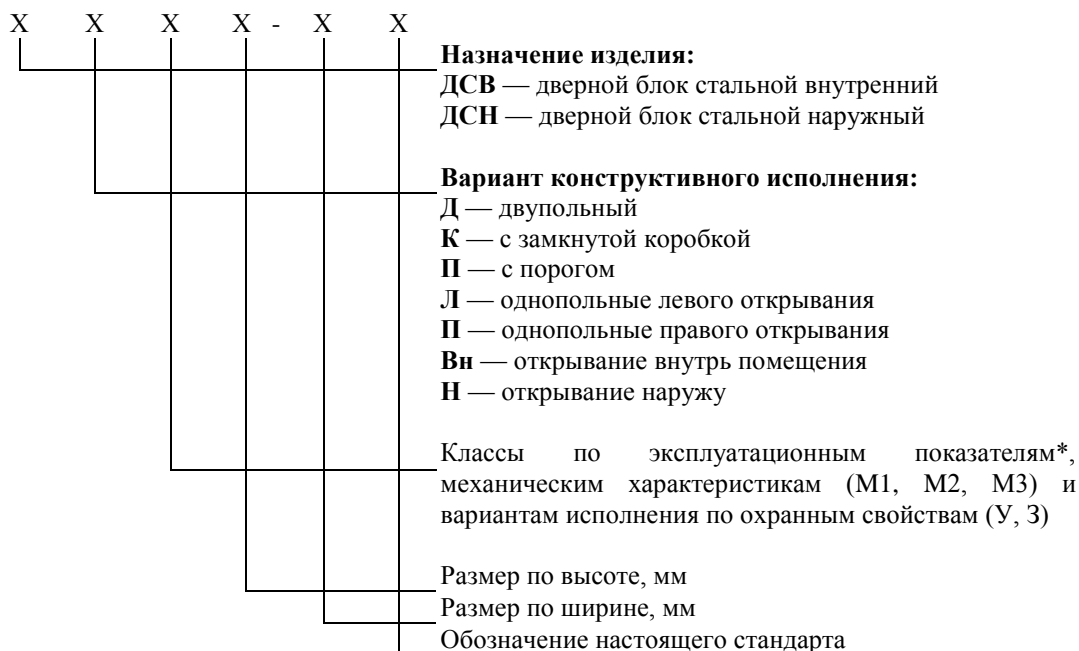 X X X X - X X
Назначение изделия:
ДСВ — дверной блок стальной внутренний
ДСН — дверной блок стальной наружный
Вариант конструктивного исполнения:
Д — двупольный
К — с замкнутой коробкой
П — с порогом
Л — однопольные левого открывания
П — однопольные правого открывания
Вн — открывание внутрь помещения
Н — открывание наружу
Классы по эксплуатационным показателям*,
механическим характеристикам (М1, М2, М3) и
вариантам исполнения по охранным свойствам (У, З)
Размер по высоте, мм
Размер по ширине, мм
Обозначение настоящего стандарта